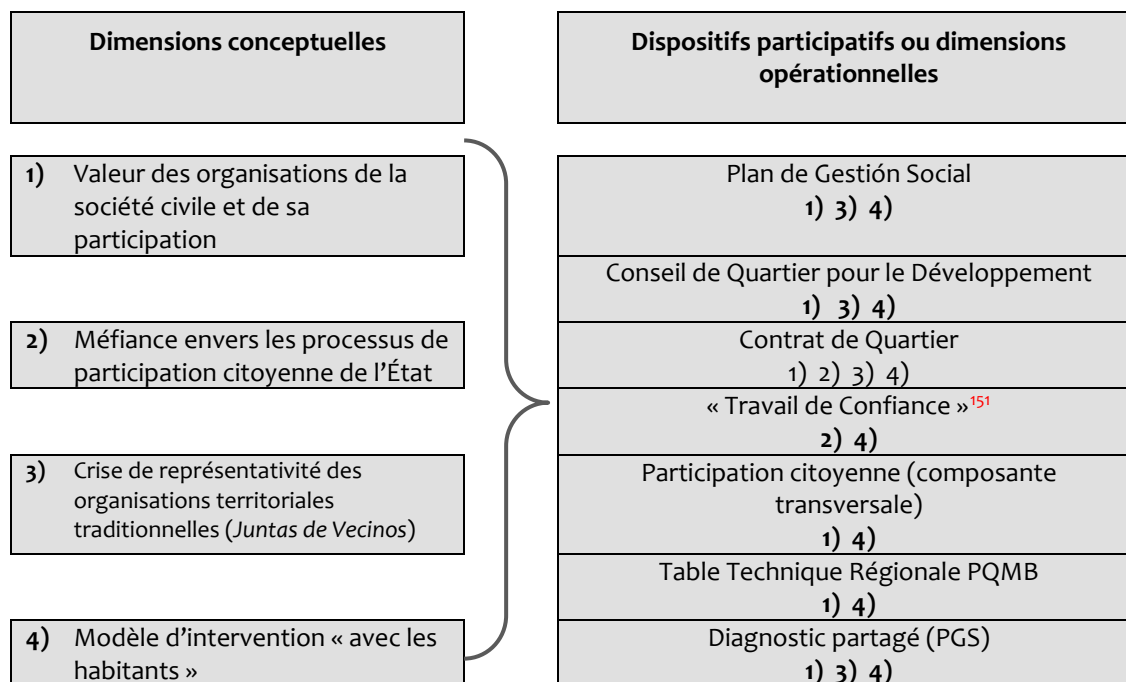 Dimensions conceptuelles
1) Valeur des organisations de la
société civile et de sa
participation
2) Méfiance envers les processus de
participation citoyenne de l’État
3) Crise de représentativité des
organisations territoriales
traditionnelles (Juntas de Vecinos)
4) Modèle d’intervention « avec les
habitants »
Dispositifs participatifs ou dimensions
opérationnelles
Plan de Gestión Social
1) 3) 4)
Conseil de Quartier pour le Développement
1) 3) 4)
Contrat de Quartier
1) 2) 3) 4)
« Travail de Confiance »151
2) 4)
Participation citoyenne (composante
transversale)
1) 4)
Table Technique Régionale PQMB
1) 4)
Diagnostic partagé (PGS)
1) 3) 4)